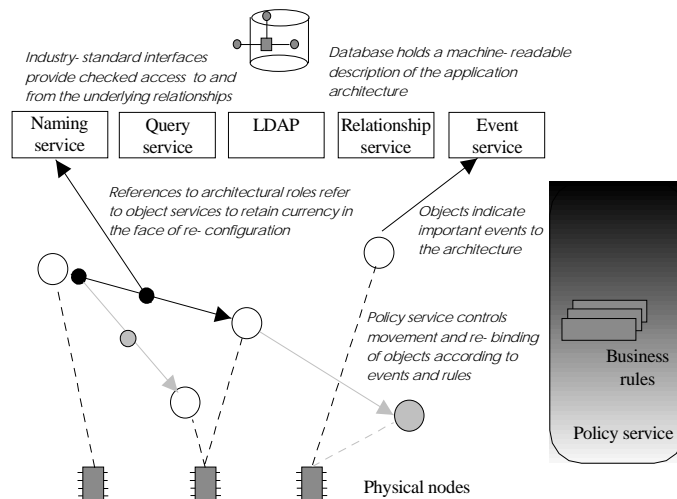 Industry- standard interfaces
provide checked access to and
from the underlying relationships
Database holds a machine- readable
description of the application
architecture
Naming
service
Query
service
LDAP
Relationship
service
Event
service
References to architectural roles refer
to object services to retain currency in
the face of re- configuration
Objects indicate
important events to
the architecture
Policy service controls
movement and re- binding
of objects according to
events and rules
Business
rules
Policy service
Physical nodes